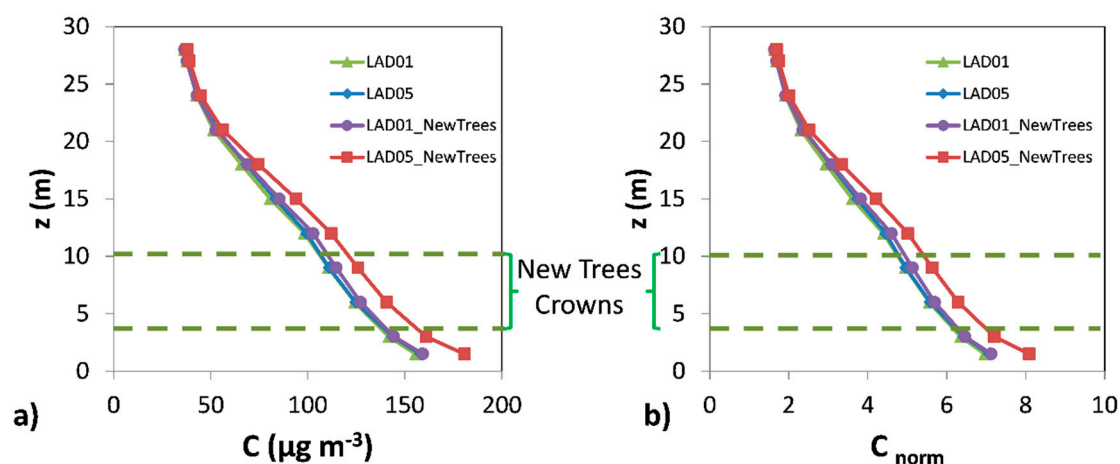 30
25
20
15
10
5
0
z (m)
LAD01
LAD05
LAD01_NewTrees
LAD05_NewTrees
0 50 100 150 200
a)
C (µg m-3)
New Trees
Crowns
30
25
20
15
10
5
0
z (m)
LAD01
LAD05
LAD01_NewTrees
LAD05_NewTrees
0 2 4 6 8 10
b)
C norm